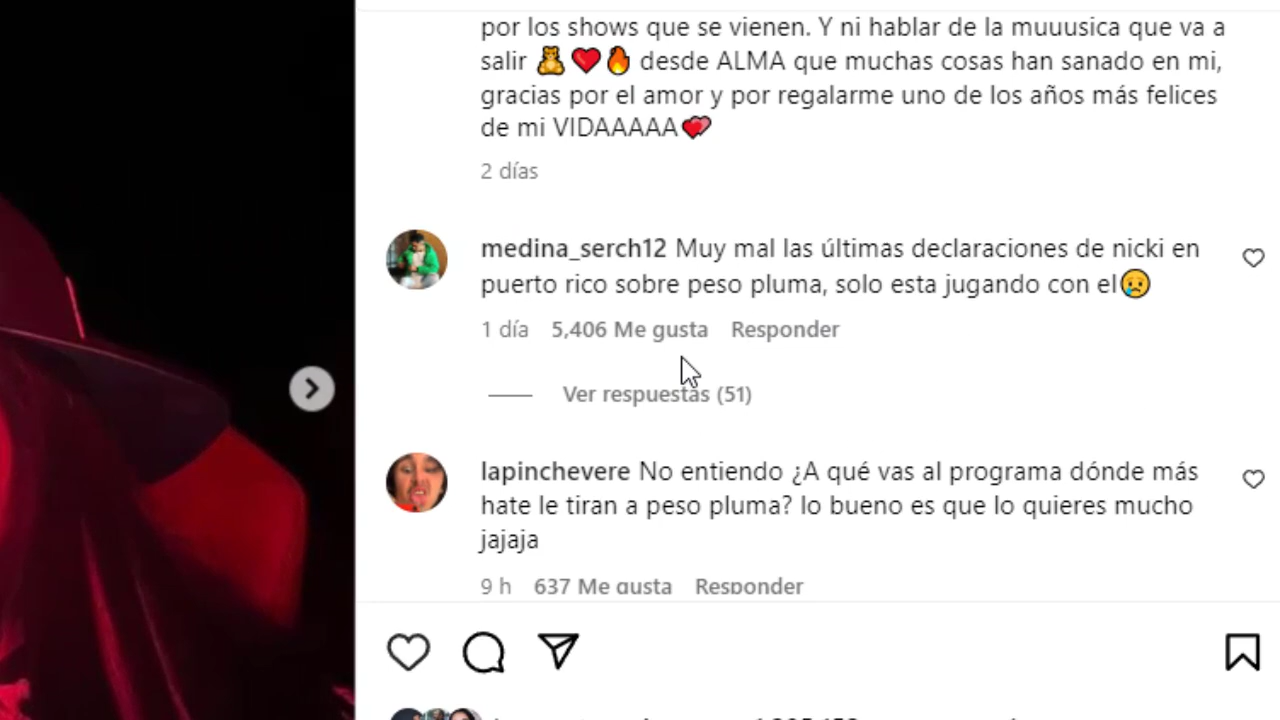 por los shows que se vienen. Y ni hablar de la muuusica que va a
salir 🧸❤️🔥 desde ALMA que muchas cosas han sanado en mi,
gracias por el amor y por regalarme uno de los años más felices
de mi VIDAAAAA💕
2 días
medina_serch12 Muy mal las últimas declaraciones de nicki en
puerto rico sobre peso pluma, solo esta jugando con el😢
1 día 5,406 Me gusta Responder
Ver respuestas (51)
lapinchevere No entiendo ¿A qué vas al programa dónde más
hate le tiran a peso pluma? lo bueno es que lo quieres mucho
jajaja
9 h 637 Me gusta Responder